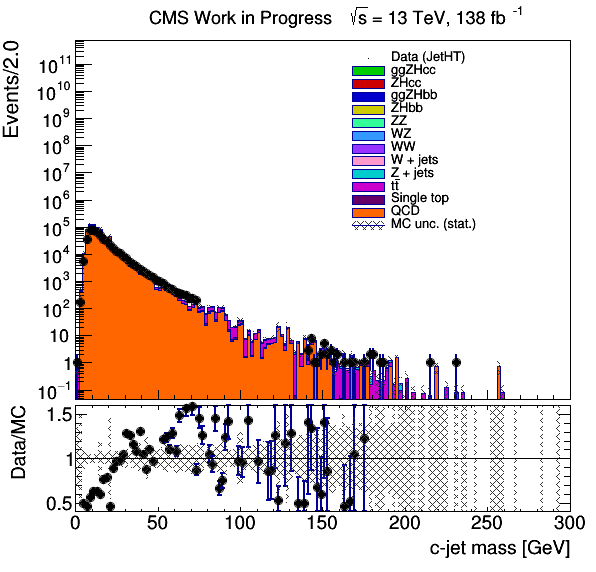 CMS Work in Progress √s = 13 TeV, 138 fb⁻¹
Events/2.0
10¹¹
10¹⁰
10⁹
10⁸
10⁷
10⁶
10⁵
10⁴
10³
10²
10
1
10⁻¹
Data (JetHT)
ggZHcc
ZHcc
ggZHbb
ZHbb
ZZ
WZ
WW
W + jets
Z + jets
tt̄
Single top
QCD
MC unc. (stat.)
Data/MC
1.5
1
0.5
0 50 100 150 200 250 300
c-jet mass [GeV]